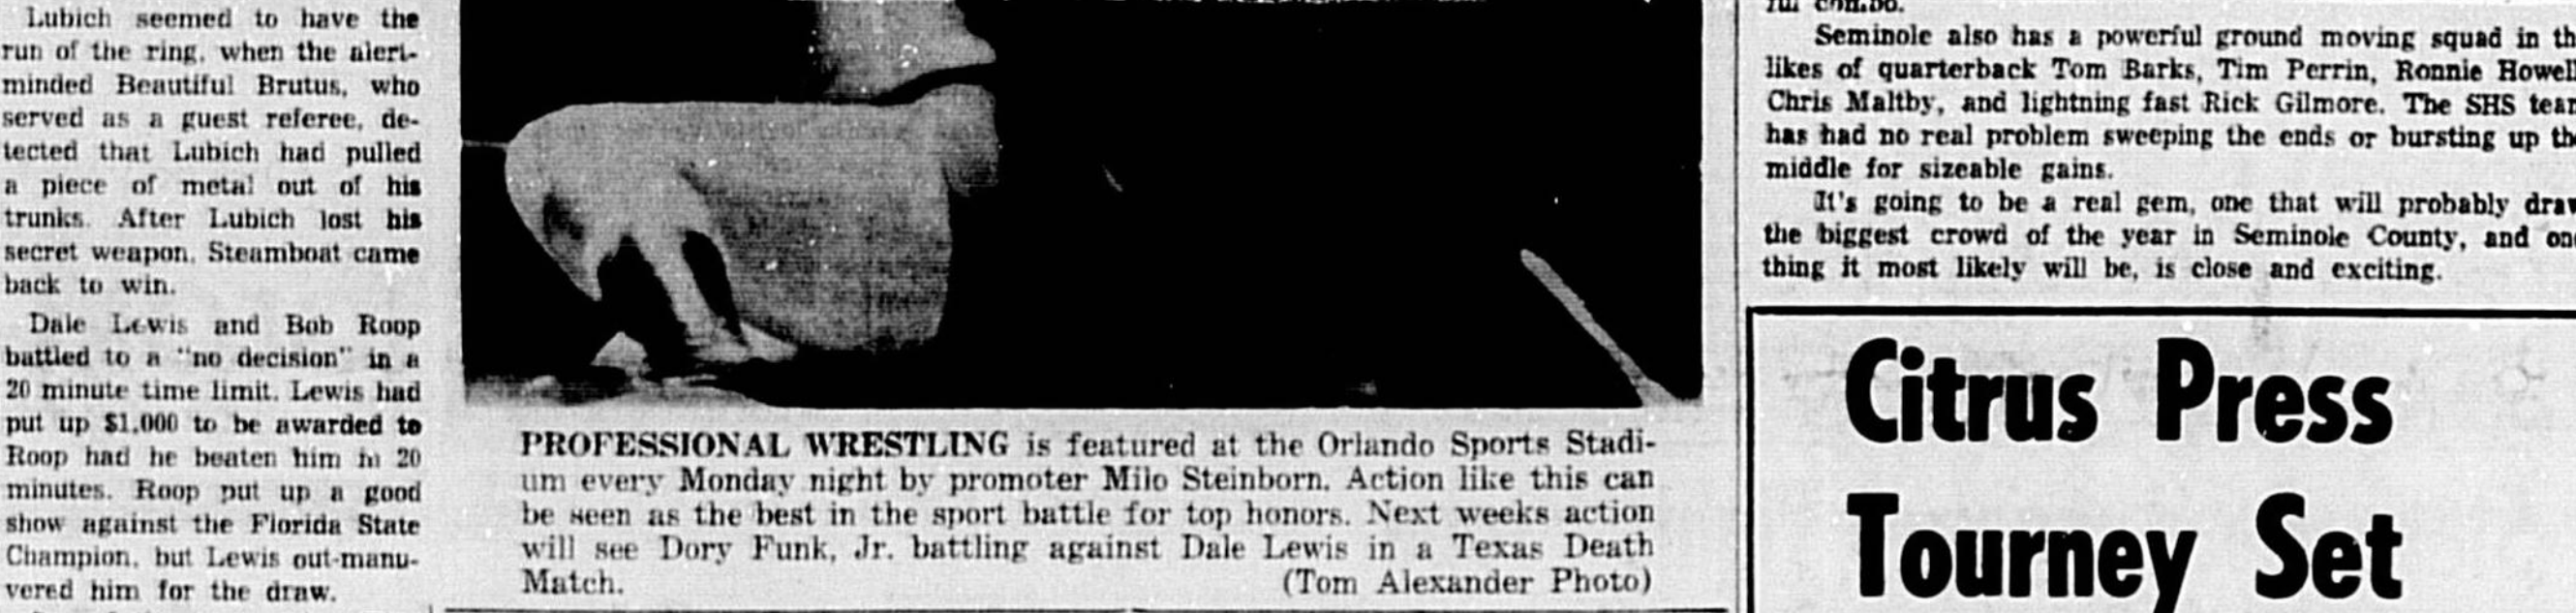 Lubich seemed to have the
run of the ring, when the alert-
minded Beautiful Brutus, who
served as a guest referee, de-
tected that Lubich had pulled
a piece of metal out of his
trunks. After Lubich lost his
secret weapon, Steamboat came
back to win.
Dale Lewis and Bob Roop
battled to a "no decision" in a
20 minute time limit. Lewis had
put up $1,000 to be awarded to
Roop had he beaten him in 20
minutes. Roop put up a good
show against the Florida State
Champion, but Lewis out-manu-
vered him for the draw.
PROFESSIONAL WRESTLING is featured at the Orlando Sports Stadi-
um every Monday night by promoter Milo Steinborn. Action like this can
be seen as the best in the sport battle for top honors. Next weeks action
will see Dory Funk, Jr. battling against Dale Lewis in a Texas Death
Match. (Tom Alexander Photo)
Seminole also has a powerful ground moving squad in th
likes of quarterback Tom Barks, Tim Perrin, Ronnie Howell
Chris Maltby, and lightning fast Rick Gilmore. The SHS tea
has had no real problem sweeping the ends or bursting up th
middle for sizeable gains.
It's going to be a real gem, one that will probably dra
the biggest crowd of the year in Seminole County, and on
thing it most likely will be, is close and exciting.
Citrus Press
Tourney Set